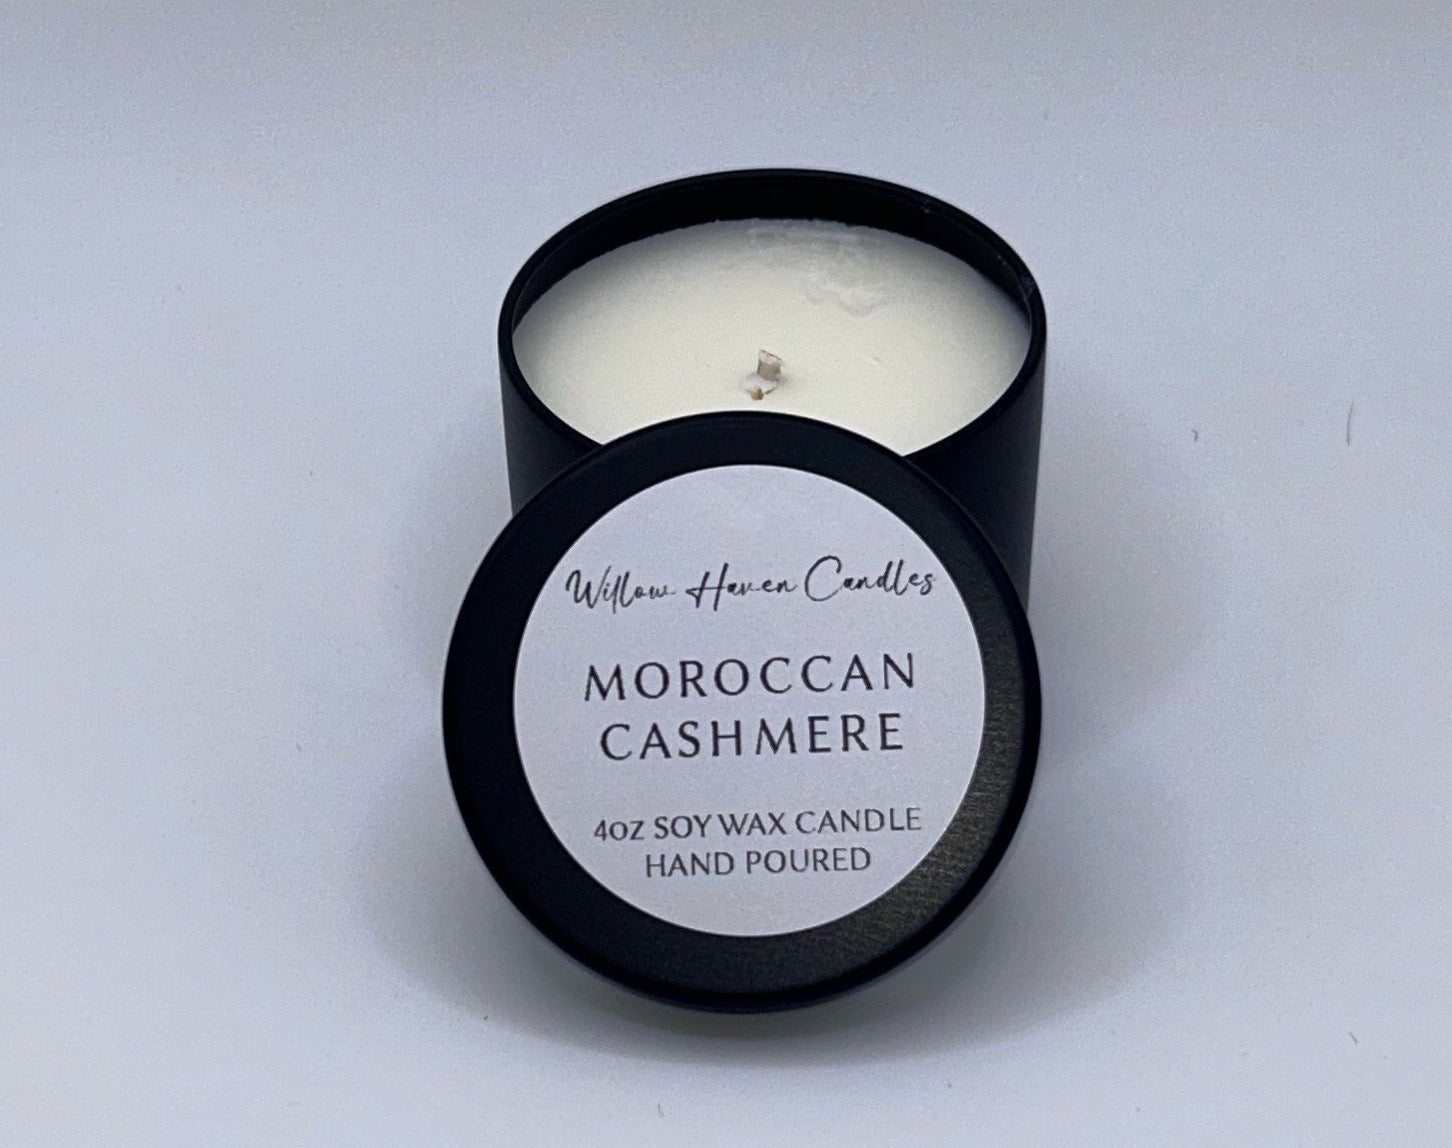 Willow Haven Candles
MOROCCAN
CASHMERE
4OZ SOY WAX CANDLE
HAND POURED